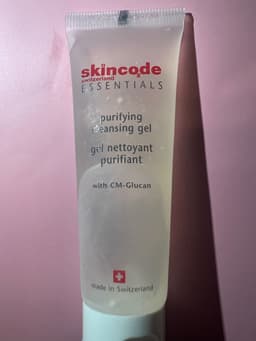 skincode
switzerland
ESSENTIALS
purifying
cleansing gel
gel nettoyant
purifiant
with CM-Glucan
made in Switzerland